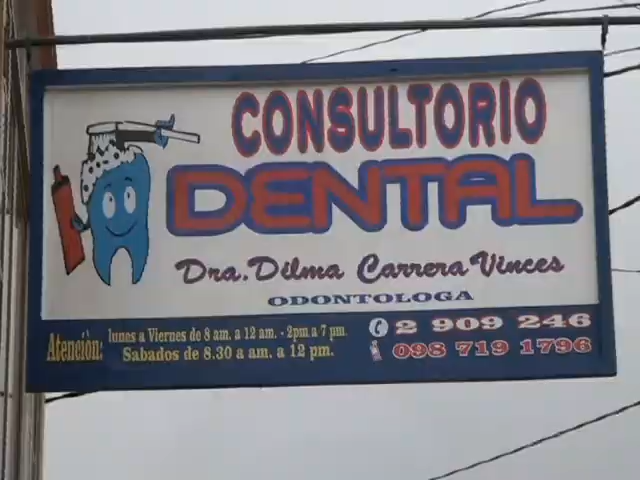 CONSULTORIO
DENTAL
Dra. Dilma Carrera Vinces
ODONTOLOGA
Atención: lunes a Viernes de 8 am. a 12 am. - 2pm a 7 pm.
Sabados de 8.30 a am. a 12 pm.
2 909 246
098 719 1796